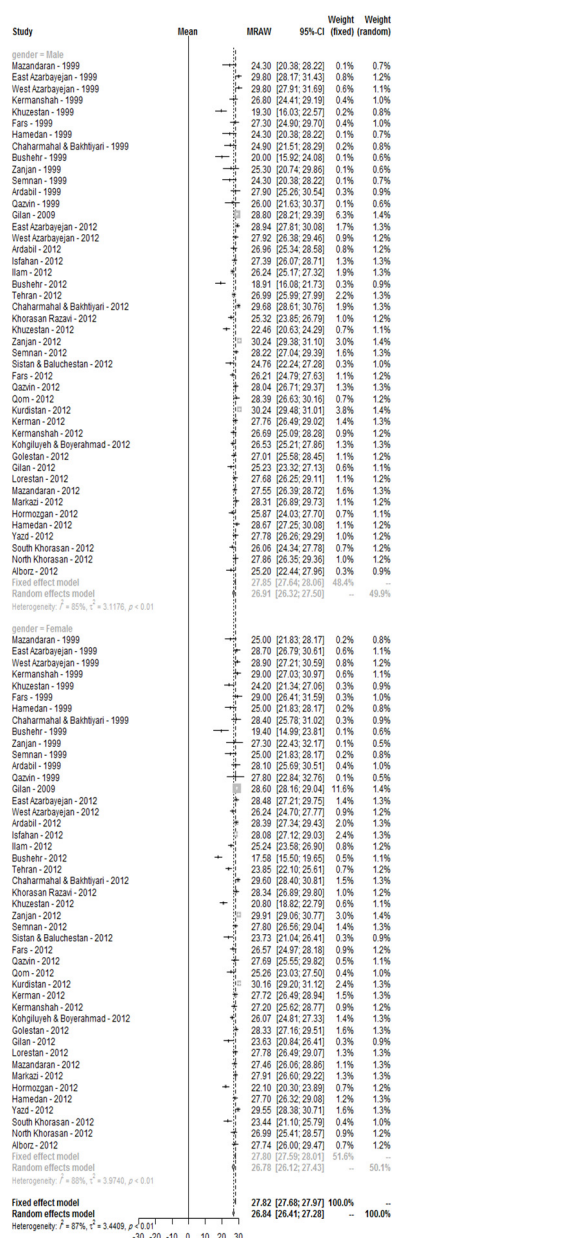 Weight Weight
Study Mean MRAW 95%-CI (fixed) (random)
gender = Male
Mazandaran - 1999 24.30 [20.38; 28.22] 0.1% 0.7%
East Azarbayejan - 1999 29.80 [28.17; 31.43] 0.8% 1.2%
West Azarbayejan - 1999 29.80 [27.91; 31.69] 0.6% 1.1%
Kermanshah - 1999 26.80 [24.41; 29.19] 0.4% 1.0%
Khuzestan - 1999 19.30 [16.03; 22.57] 0.2% 0.8%
Fars - 1999 27.30 [24.90; 29.70] 0.4% 1.0%
Hamedan - 1999 24.30 [20.38; 28.22] 0.1% 0.7%
Chaharmahal & Bakhtiyari - 1999 24.90 [21.51; 28.29] 0.2% 0.8%
Bushehr - 1999 20.00 [15.92; 24.08] 0.1% 0.6%
Zanjan - 1999 25.30 [20.74; 29.86] 0.1% 0.6%
Semnan - 1999 24.30 [20.38; 28.22] 0.1% 0.7%
Ardabil - 1999 27.90 [25.26; 30.54] 0.3% 0.9%
Qazvin - 1999 26.00 [21.63; 30.37] 0.1% 0.6%
Gilan - 2009 28.80 [28.21; 29.39] 6.3% 1.4%
East Azarbayejan - 2012 28.94 [27.81; 30.08] 1.7% 1.3%
West Azarbayejan - 2012 27.92 [26.38; 29.46] 0.9% 1.2%
Ardabil - 2012 26.96 [25.34; 28.58] 0.8% 1.2%
Isfahan - 2012 27.39 [26.07; 28.71] 1.3% 1.3%
Ilam - 2012 26.24 [25.17; 27.32] 1.9% 1.3%
Bushehr - 2012 18.91 [16.08; 21.73] 0.3% 0.9%
Tehran - 2012 26.99 [25.99; 27.99] 2.2% 1.3%
Chaharmahal & Bakhtiyari - 2012 29.68 [28.61; 30.76] 1.9% 1.3%
Khorasan Razavi - 2012 25.32 [23.85; 26.79] 1.0% 1.2%
Khuzestan - 2012 22.46 [20.63; 24.29] 0.7% 1.1%
Zanjan - 2012 30.24 [29.38; 31.10] 3.0% 1.4%
Semnan - 2012 28.22 [27.04; 29.39] 1.6% 1.3%
Sistan & Baluchestan - 2012 24.76 [22.24; 27.28] 0.3% 1.0%
Fars - 2012 26.21 [24.79; 27.63] 1.1% 1.2%
Qazvin - 2012 28.04 [26.71; 29.37] 1.3% 1.3%
Qom - 2012 28.39 [26.63; 30.16] 0.7% 1.2%
Kurdistan - 2012 30.24 [29.48; 31.01] 3.8% 1.4%
Kerman - 2012 27.76 [26.49; 29.02] 1.4% 1.3%
Kermanshah - 2012 26.69 [25.09; 28.28] 0.9% 1.2%
Kohgiluyeh & Boyerahmad - 2012 26.53 [25.21; 27.86] 1.3% 1.3%
Golestan - 2012 27.01 [25.58; 28.45] 1.1% 1.2%
Gilan - 2012 25.23 [23.32; 27.13] 0.6% 1.1%
Lorestan - 2012 27.68 [26.25; 29.11] 1.1% 1.2%
Mazandaran - 2012 27.55 [26.39; 28.72] 1.6% 1.3%
Markazi - 2012 28.31 [26.89; 29.73] 1.1% 1.2%
Hormozgan - 2012 25.87 [24.03; 27.70] 0.7% 1.1%
Hamedan - 2012 28.67 [27.25; 30.08] 1.1% 1.2%
Yazd - 2012 27.78 [26.26; 29.29] 1.0% 1.2%
South Khorasan - 2012 26.06 [24.34; 27.78] 0.7% 1.2%
North Khorasan - 2012 27.86 [26.35; 29.36] 1.0% 1.2%
Alborz - 2012 25.20 [22.44; 27.96] 0.3% 0.9%
Fixed effect model 27.85 [27.64; 28.06] 48.4% --
Random effects model 26.91 [26.32; 27.50] -- 49.9%
Heterogeneity: I² = 85%, τ² = 3.1176, p < 0.01
gender = Female
Mazandaran - 1999 25.00 [21.83; 28.17] 0.2% 0.8%
East Azarbayejan - 1999 28.70 [26.79; 30.61] 0.6% 1.1%
West Azarbayejan - 1999 28.90 [27.21; 30.59] 0.8% 1.2%
Kermanshah - 1999 29.00 [27.03; 30.97] 0.6% 1.1%
Khuzestan - 1999 24.20 [21.34; 27.06] 0.3% 0.9%
Fars - 1999 29.00 [26.41; 31.59] 0.3% 1.0%
Hamedan - 1999 25.00 [21.83; 28.17] 0.2% 0.8%
Chaharmahal & Bakhtiyari - 1999 28.40 [25.78; 31.02] 0.3% 0.9%
Bushehr - 1999 19.40 [14.99; 23.81] 0.1% 0.6%
Zanjan - 1999 27.30 [22.43; 32.17] 0.1% 0.5%
Semnan - 1999 25.00 [21.83; 28.17] 0.2% 0.8%
Ardabil - 1999 28.10 [25.69; 30.51] 0.4% 1.0%
Qazvin - 1999 27.80 [22.84; 32.76] 0.1% 0.5%
Gilan - 2009 28.60 [28.16; 29.04] 11.6% 1.4%
East Azarbayejan - 2012 28.48 [27.21; 29.75] 1.4% 1.3%
West Azarbayejan - 2012 26.24 [24.70; 27.77] 0.9% 1.2%
Ardabil - 2012 28.39 [27.34; 29.43] 2.0% 1.3%
Isfahan - 2012 28.08 [27.12; 29.03] 2.4% 1.3%
Ilam - 2012 25.24 [23.58; 26.90] 0.8% 1.2%
Bushehr - 2012 17.58 [15.50; 19.65] 0.5% 1.1%
Tehran - 2012 23.85 [22.10; 25.61] 0.7% 1.2%
Chaharmahal & Bakhtiyari - 2012 29.60 [28.40; 30.81] 1.5% 1.3%
Khorasan Razavi - 2012 28.34 [26.89; 29.80] 1.0% 1.2%
Khuzestan - 2012 20.80 [18.82; 22.79] 0.6% 1.1%
Zanjan - 2012 29.91 [29.06; 30.77] 3.0% 1.4%
Semnan - 2012 27.80 [26.56; 29.04] 1.4% 1.3%
Sistan & Baluchestan - 2012 23.73 [21.04; 26.41] 0.3% 0.9%
Fars - 2012 26.57 [24.97; 28.18] 0.9% 1.2%
Qazvin - 2012 27.69 [25.55; 29.82] 0.5% 1.1%
Qom - 2012 25.26 [23.03; 27.50] 0.4% 1.0%
Kurdistan - 2012 30.16 [29.20; 31.12] 2.4% 1.3%
Kerman - 2012 27.72 [26.49; 28.94] 1.5% 1.3%
Kermanshah - 2012 27.20 [25.62; 28.77] 0.9% 1.2%
Kohgiluyeh & Boyerahmad - 2012 26.07 [24.81; 27.33] 1.4% 1.3%
Golestan - 2012 28.33 [27.16; 29.51] 1.6% 1.3%
Gilan - 2012 23.63 [20.84; 26.41] 0.3% 0.9%
Lorestan - 2012 27.78 [26.49; 29.07] 1.3% 1.3%
Mazandaran - 2012 27.46 [26.06; 28.86] 1.1% 1.3%
Markazi - 2012 27.91 [26.60; 29.22] 1.3% 1.3%
Hormozgan - 2012 22.10 [20.30; 23.89] 0.7% 1.2%
Hamedan - 2012 27.70 [26.32; 29.08] 1.2% 1.3%
Yazd - 2012 29.55 [28.38; 30.71] 1.6% 1.3%
South Khorasan - 2012 23.44 [21.10; 25.79] 0.4% 1.0%
North Khorasan - 2012 26.99 [25.41; 28.57] 0.9% 1.2%
Alborz - 2012 27.74 [26.00; 29.47] 0.7% 1.2%
Fixed effect model 27.80 [27.59; 28.01] 51.6% --
Random effects model 26.78 [26.12; 27.43] -- 50.1%
Heterogeneity: I² = 88%, τ² = 3.9740, p < 0.01
Fixed effect model 27.82 [27.68; 27.97] 100.0% --
Random effects model 26.84 [26.41; 27.28] -- 100.0%
Heterogeneity: I² = 87%, τ² = 3.4409, p < 0.01
-30 -20 -10 0 10 20 30